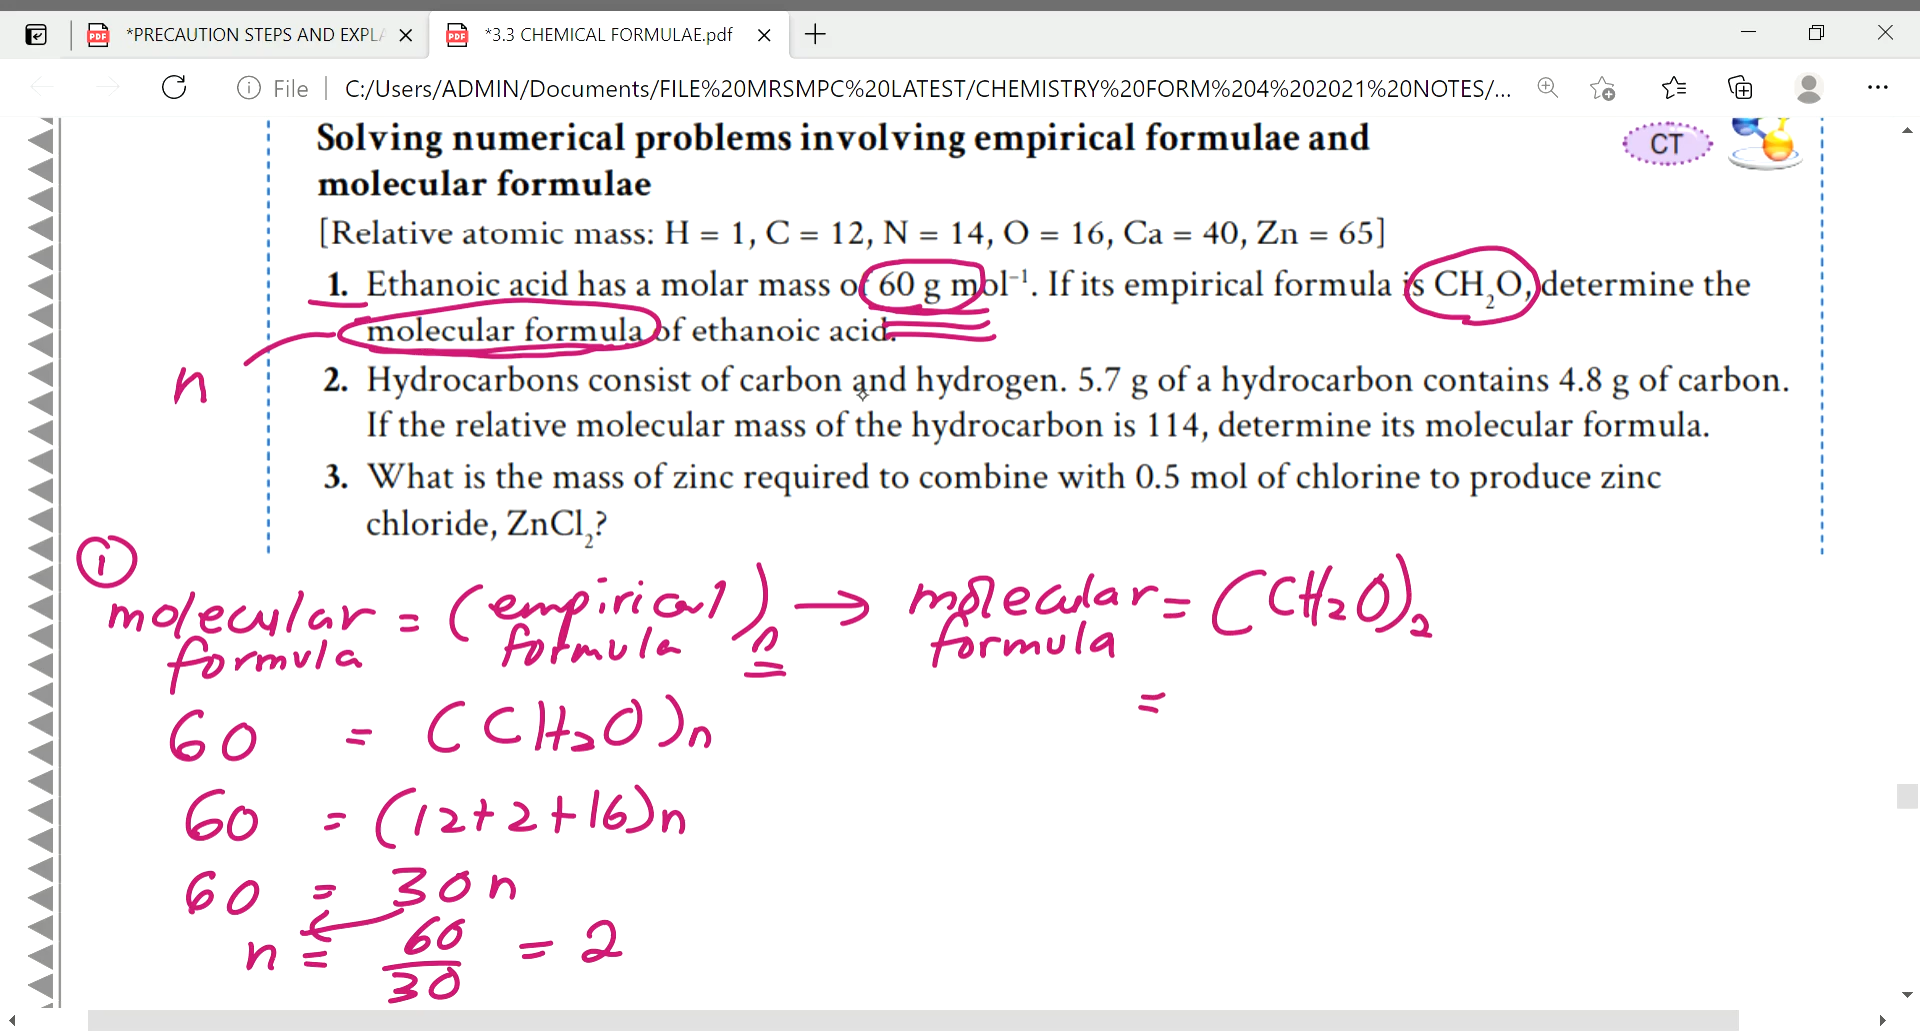 *PRECAUTION STEPS AND EXPLA
*3.3 CHEMICAL FORMULAE.pdf
File | C:/Users/ADMIN/Documents/FILE%20MRSMPC%20LATEST/CHEMISTRY%20FORM%204%202021%20NOTES/...
Solving numerical problems involving empirical formulae and
molecular formulae
CT
[Relative atomic mass: H = 1, C = 12, N = 14, O = 16, Ca = 40, Zn = 65]
1. Ethanoic acid has a molar mass of 60 g mol⁻¹. If its empirical formula is CH₂O, determine the
molecular formula of ethanoic acid.
n
2. Hydrocarbons consist of carbon and hydrogen. 5.7 g of a hydrocarbon contains 4.8 g of carbon.
If the relative molecular mass of the hydrocarbon is 114, determine its molecular formula.
3. What is the mass of zinc required to combine with 0.5 mol of chlorine to produce zinc
chloride, ZnCl₂?
1
molecular formula = (empirical formula)n → molecular formula = (CH₂O)₂
=
60 = (CH₂O)n
60 = (12+2+16)n
60 = 30n
n = 60/30 = 2